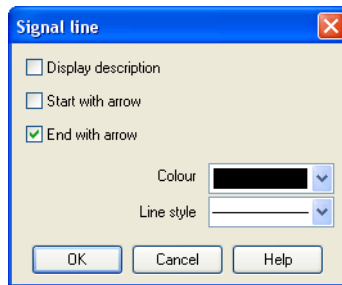 Signal line
Display description
Start with arrow
End with arrow
Colour
Line style
OK
Cancel
Help